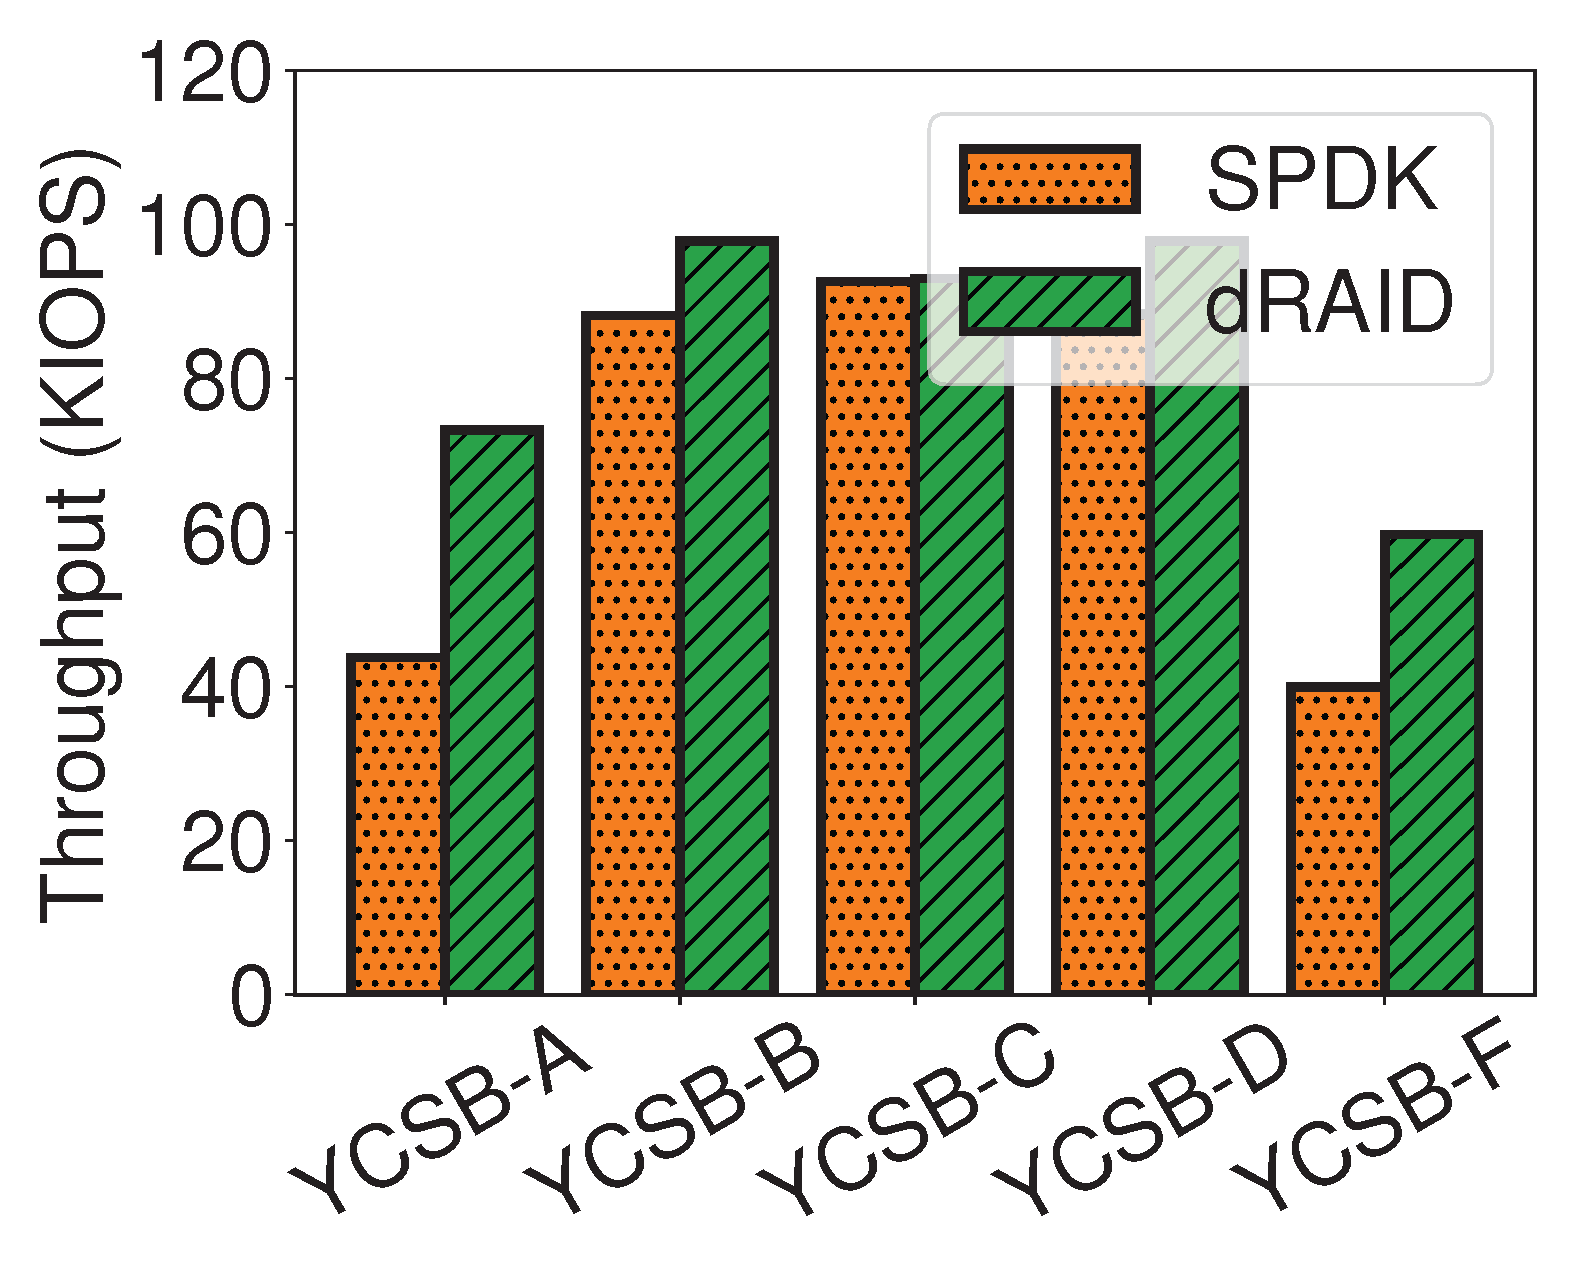 Throughput (KIOPS)
120
100
80
60
40
20
0
SPDK
dRAID
YCSB-A
YCSB-B
YCSB-C
YCSB-D
YCSB-F